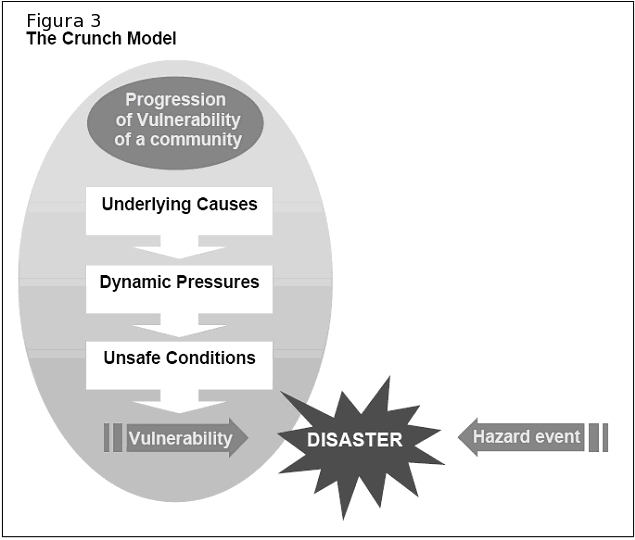 Figura 3
The Crunch Model
Progression
of Vulnerability
of a community
Underlying Causes
Dynamic Pressures
Unsafe Conditions
Vulnerability
DISASTER
Hazard event